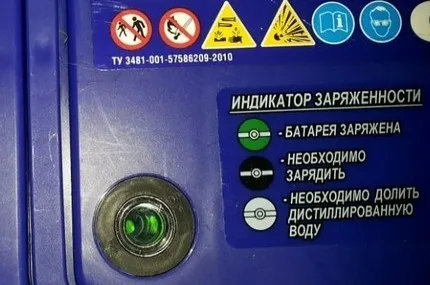 ТУ 3481-001-57586209-2010
ИНДИКАТОР ЗАРЯЖЕННОСТИ
- БАТАРЕЯ ЗАРЯЖЕНА
- НЕОБХОДИМО
ЗАРЯДИТЬ
- НЕОБХОДИМО ДОЛИТЬ
ДИСТИЛЛИРОВАННУЮ
ВОДУ